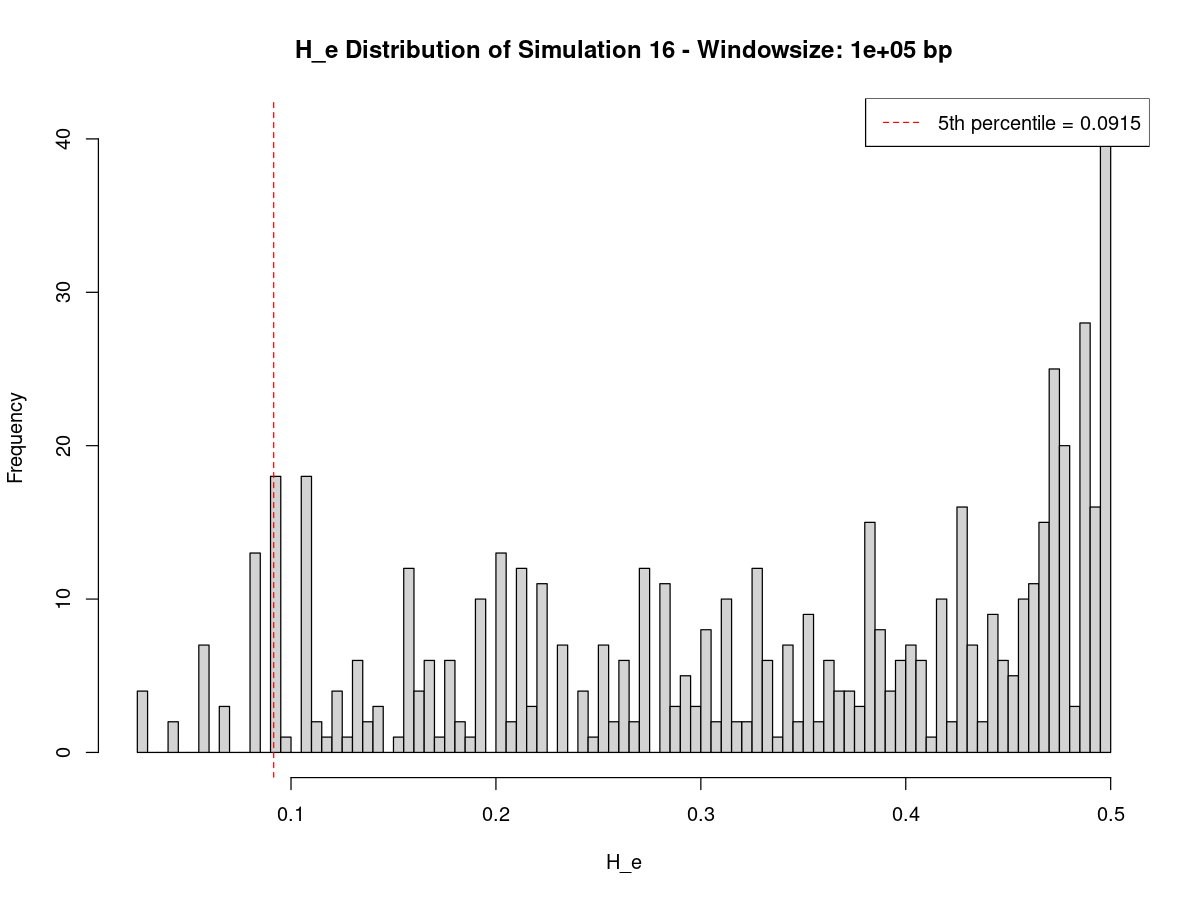 H_e Distribution of Simulation 16 - Windowsize: 1e+05 bp
5th percentile = 0.0915
Frequency
40
30
20
10
0
0.1 0.2 0.3 0.4 0.5
H_e